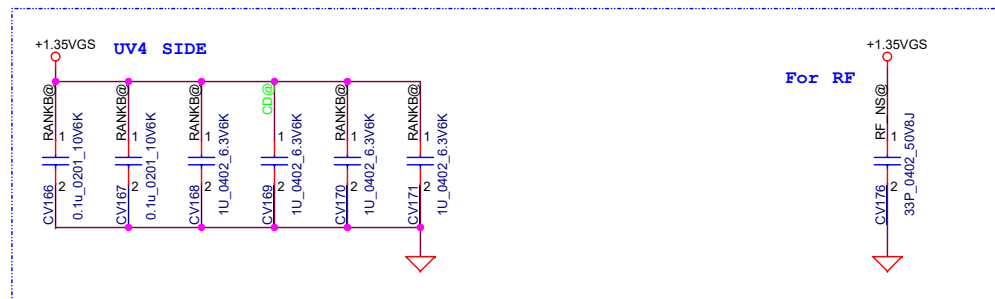 +1.35VGS
UV4 SIDE
RANKB@
1
2
CV166
0.1u_0201_10V6K
RANKB@
1
2
CV167
0.1u_0201_10V6K
RANKB@
1
2
CV168
1U_0402_6.3V6K
CD@
1
2
CV169
1U_0402_6.3V6K
RANKB@
1
2
CV170
1U_0402_6.3V6K
RANKB@
1
2
CV171
1U_0402_6.3V6K
+1.35VGS
For RF
RF_NS@
1
2
CV176
33P_0402_50V8J